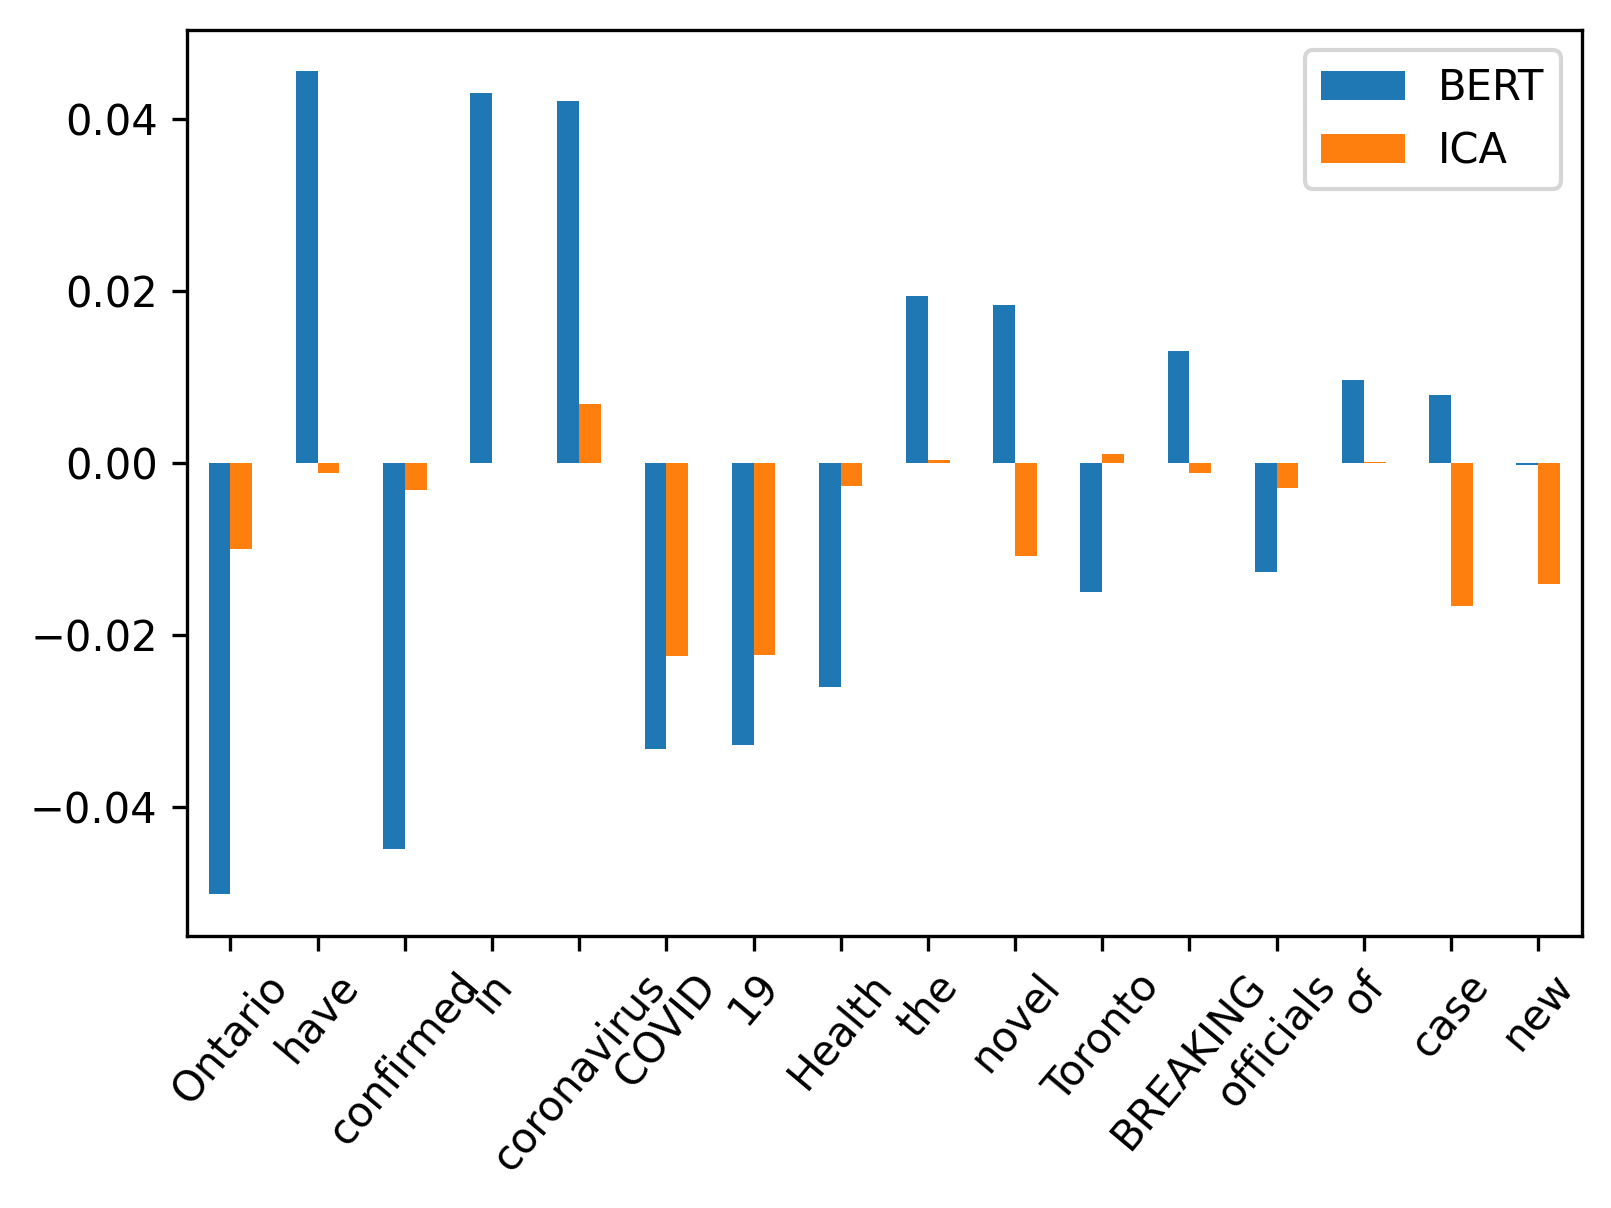 BERT
ICA
0.04
0.02
0.00
−0.02
−0.04
Ontario
have
confirmed
in
coronavirus
COVID
19
Health
the
novel
Toronto
BREAKING
officials
of
case
new